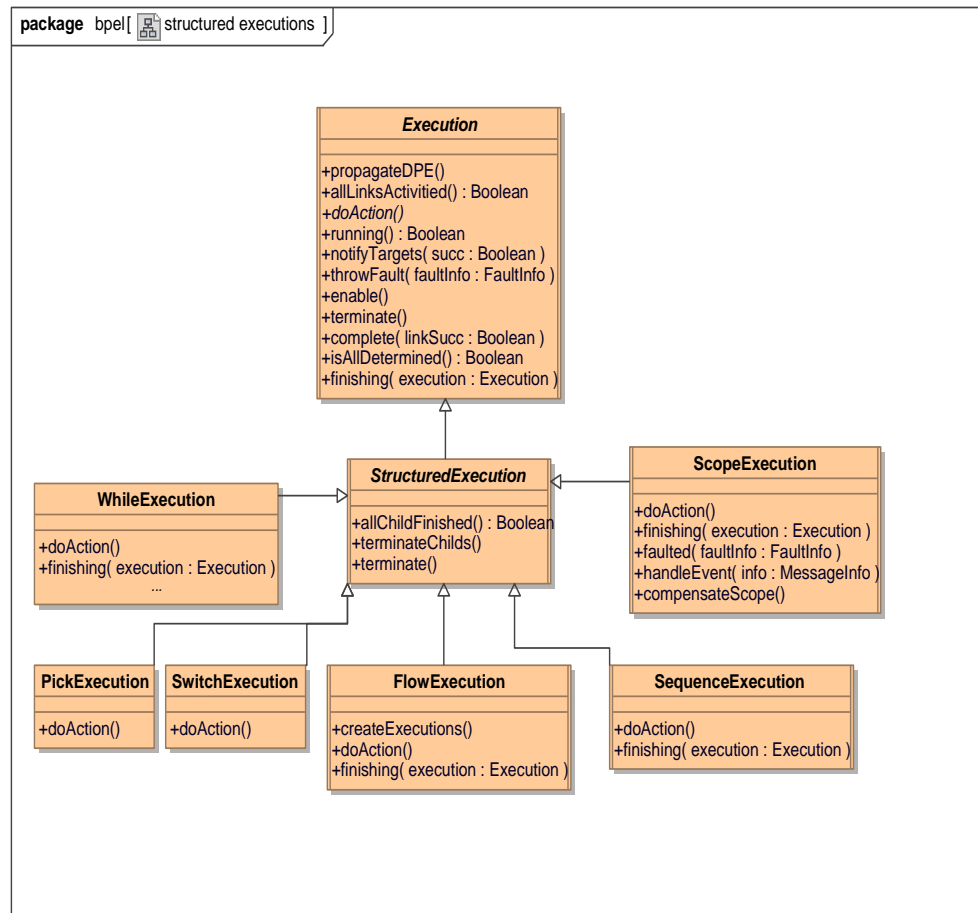 package bpel[ structured executions ]
Execution
+propagateDPE()
+allLinksActivitied() : Boolean
+doAction()
+running() : Boolean
+notifyTargets( succ : Boolean )
+throwFault( faultInfo : FaultInfo )
+enable()
+terminate()
+complete( linkSucc : Boolean )
+isAllDetermined() : Boolean
+finishing( execution : Execution )
StructuredExecution
+allChildFinished() : Boolean
+terminateChilds()
+terminate()
ScopeExecution
+doAction()
+finishing( execution : Execution )
+faulted( faultInfo : FaultInfo )
+handleEvent( info : MessageInfo )
+compensateScope()
WhileExecution
+doAction()
+finishing( execution : Execution )
...
PickExecution
+doAction()
SwitchExecution
+doAction()
FlowExecution
+createExecutions()
+doAction()
+finishing( execution : Execution )
SequenceExecution
+doAction()
+finishing( execution : Execution )